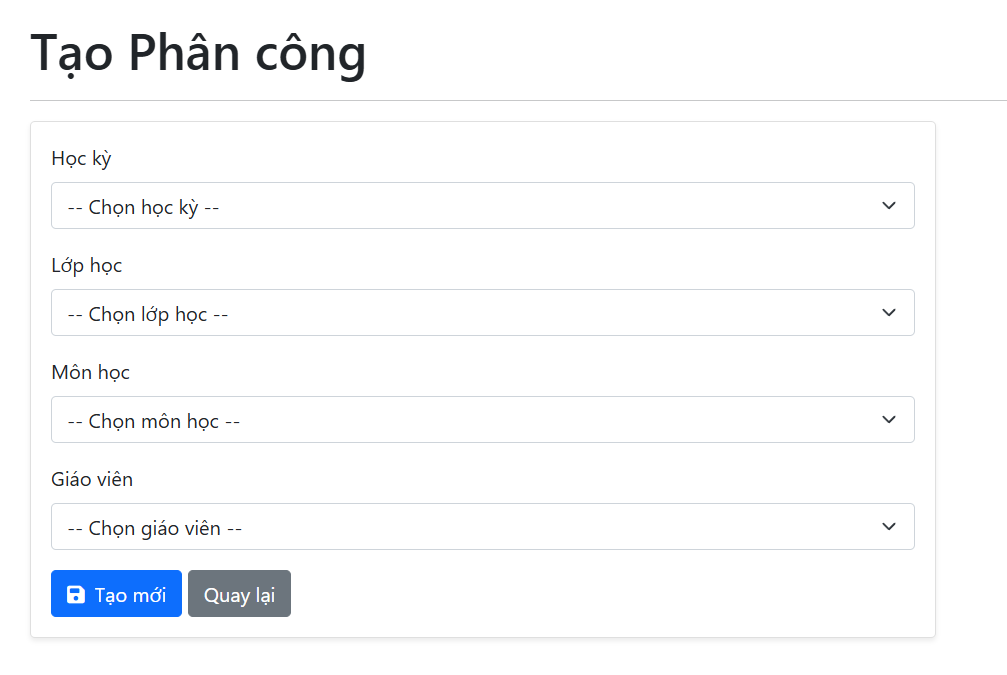 Tạo Phân công
Học kỳ
-- Chọn học kỳ --
Lớp học
-- Chọn lớp học --
Môn học
-- Chọn môn học --
Giáo viên
-- Chọn giáo viên --
Tạo mới Quay lại